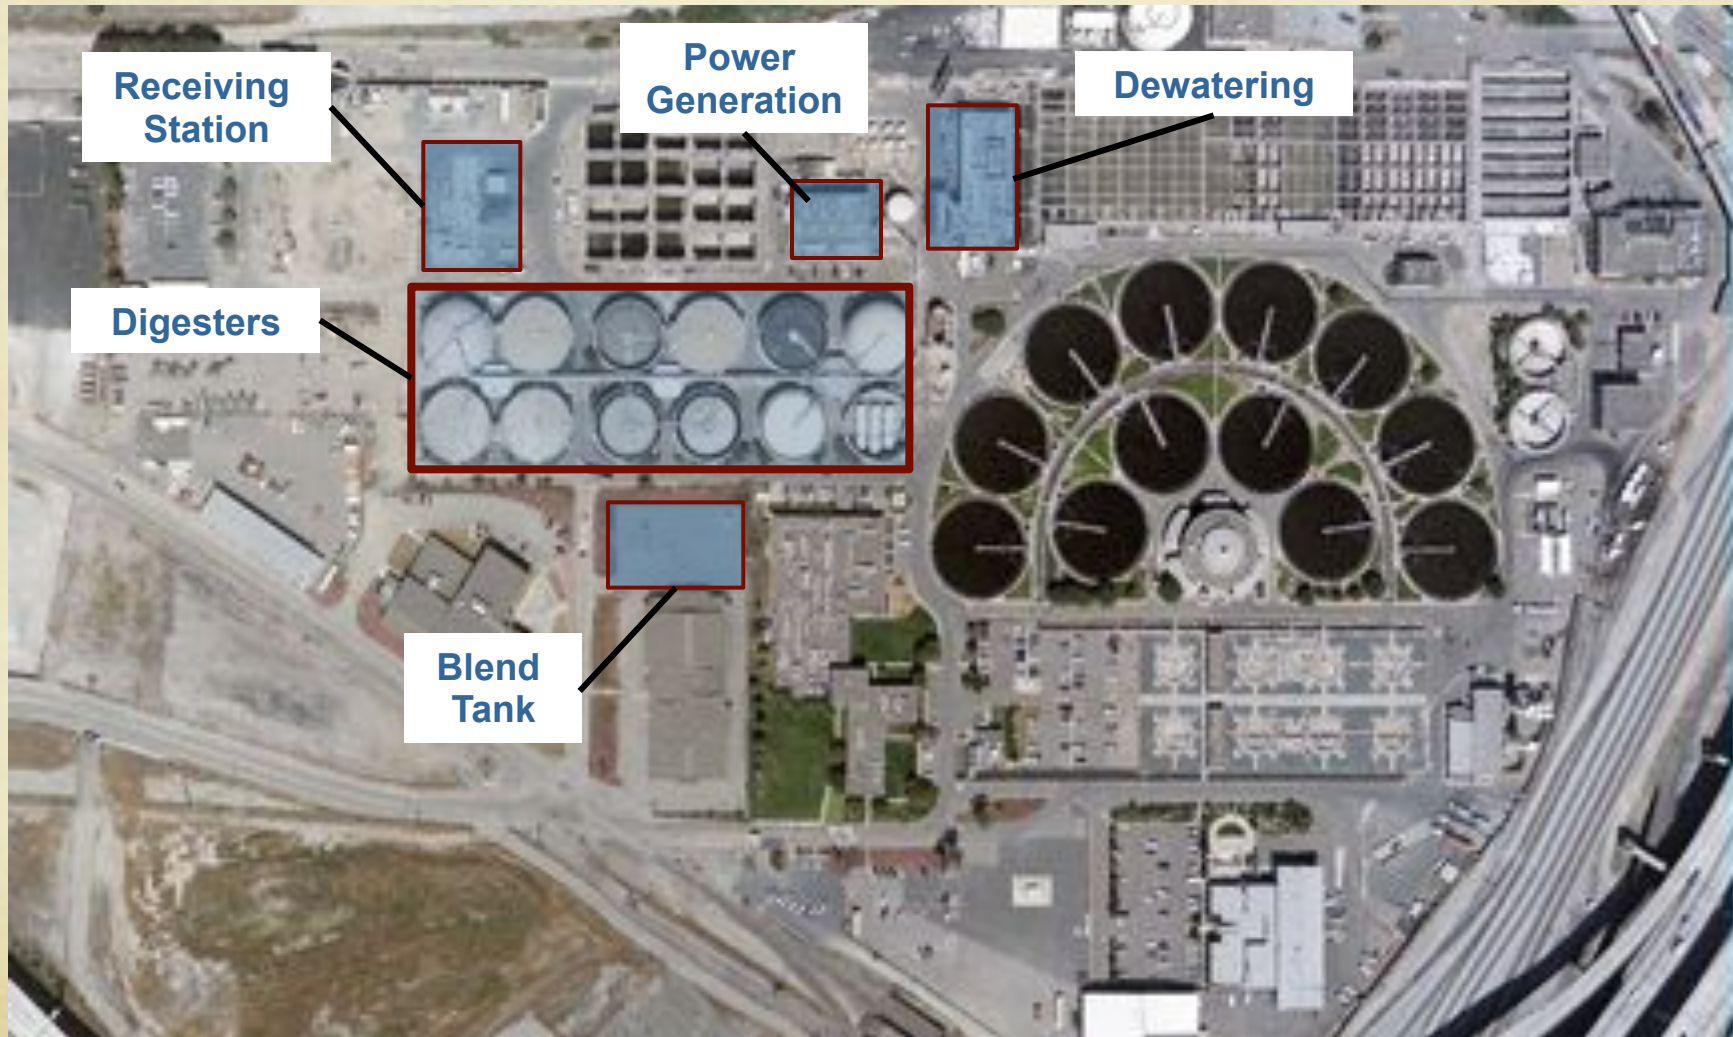 Receiving
Station
Power
Generation
Dewatering
Digesters
Blend
Tank